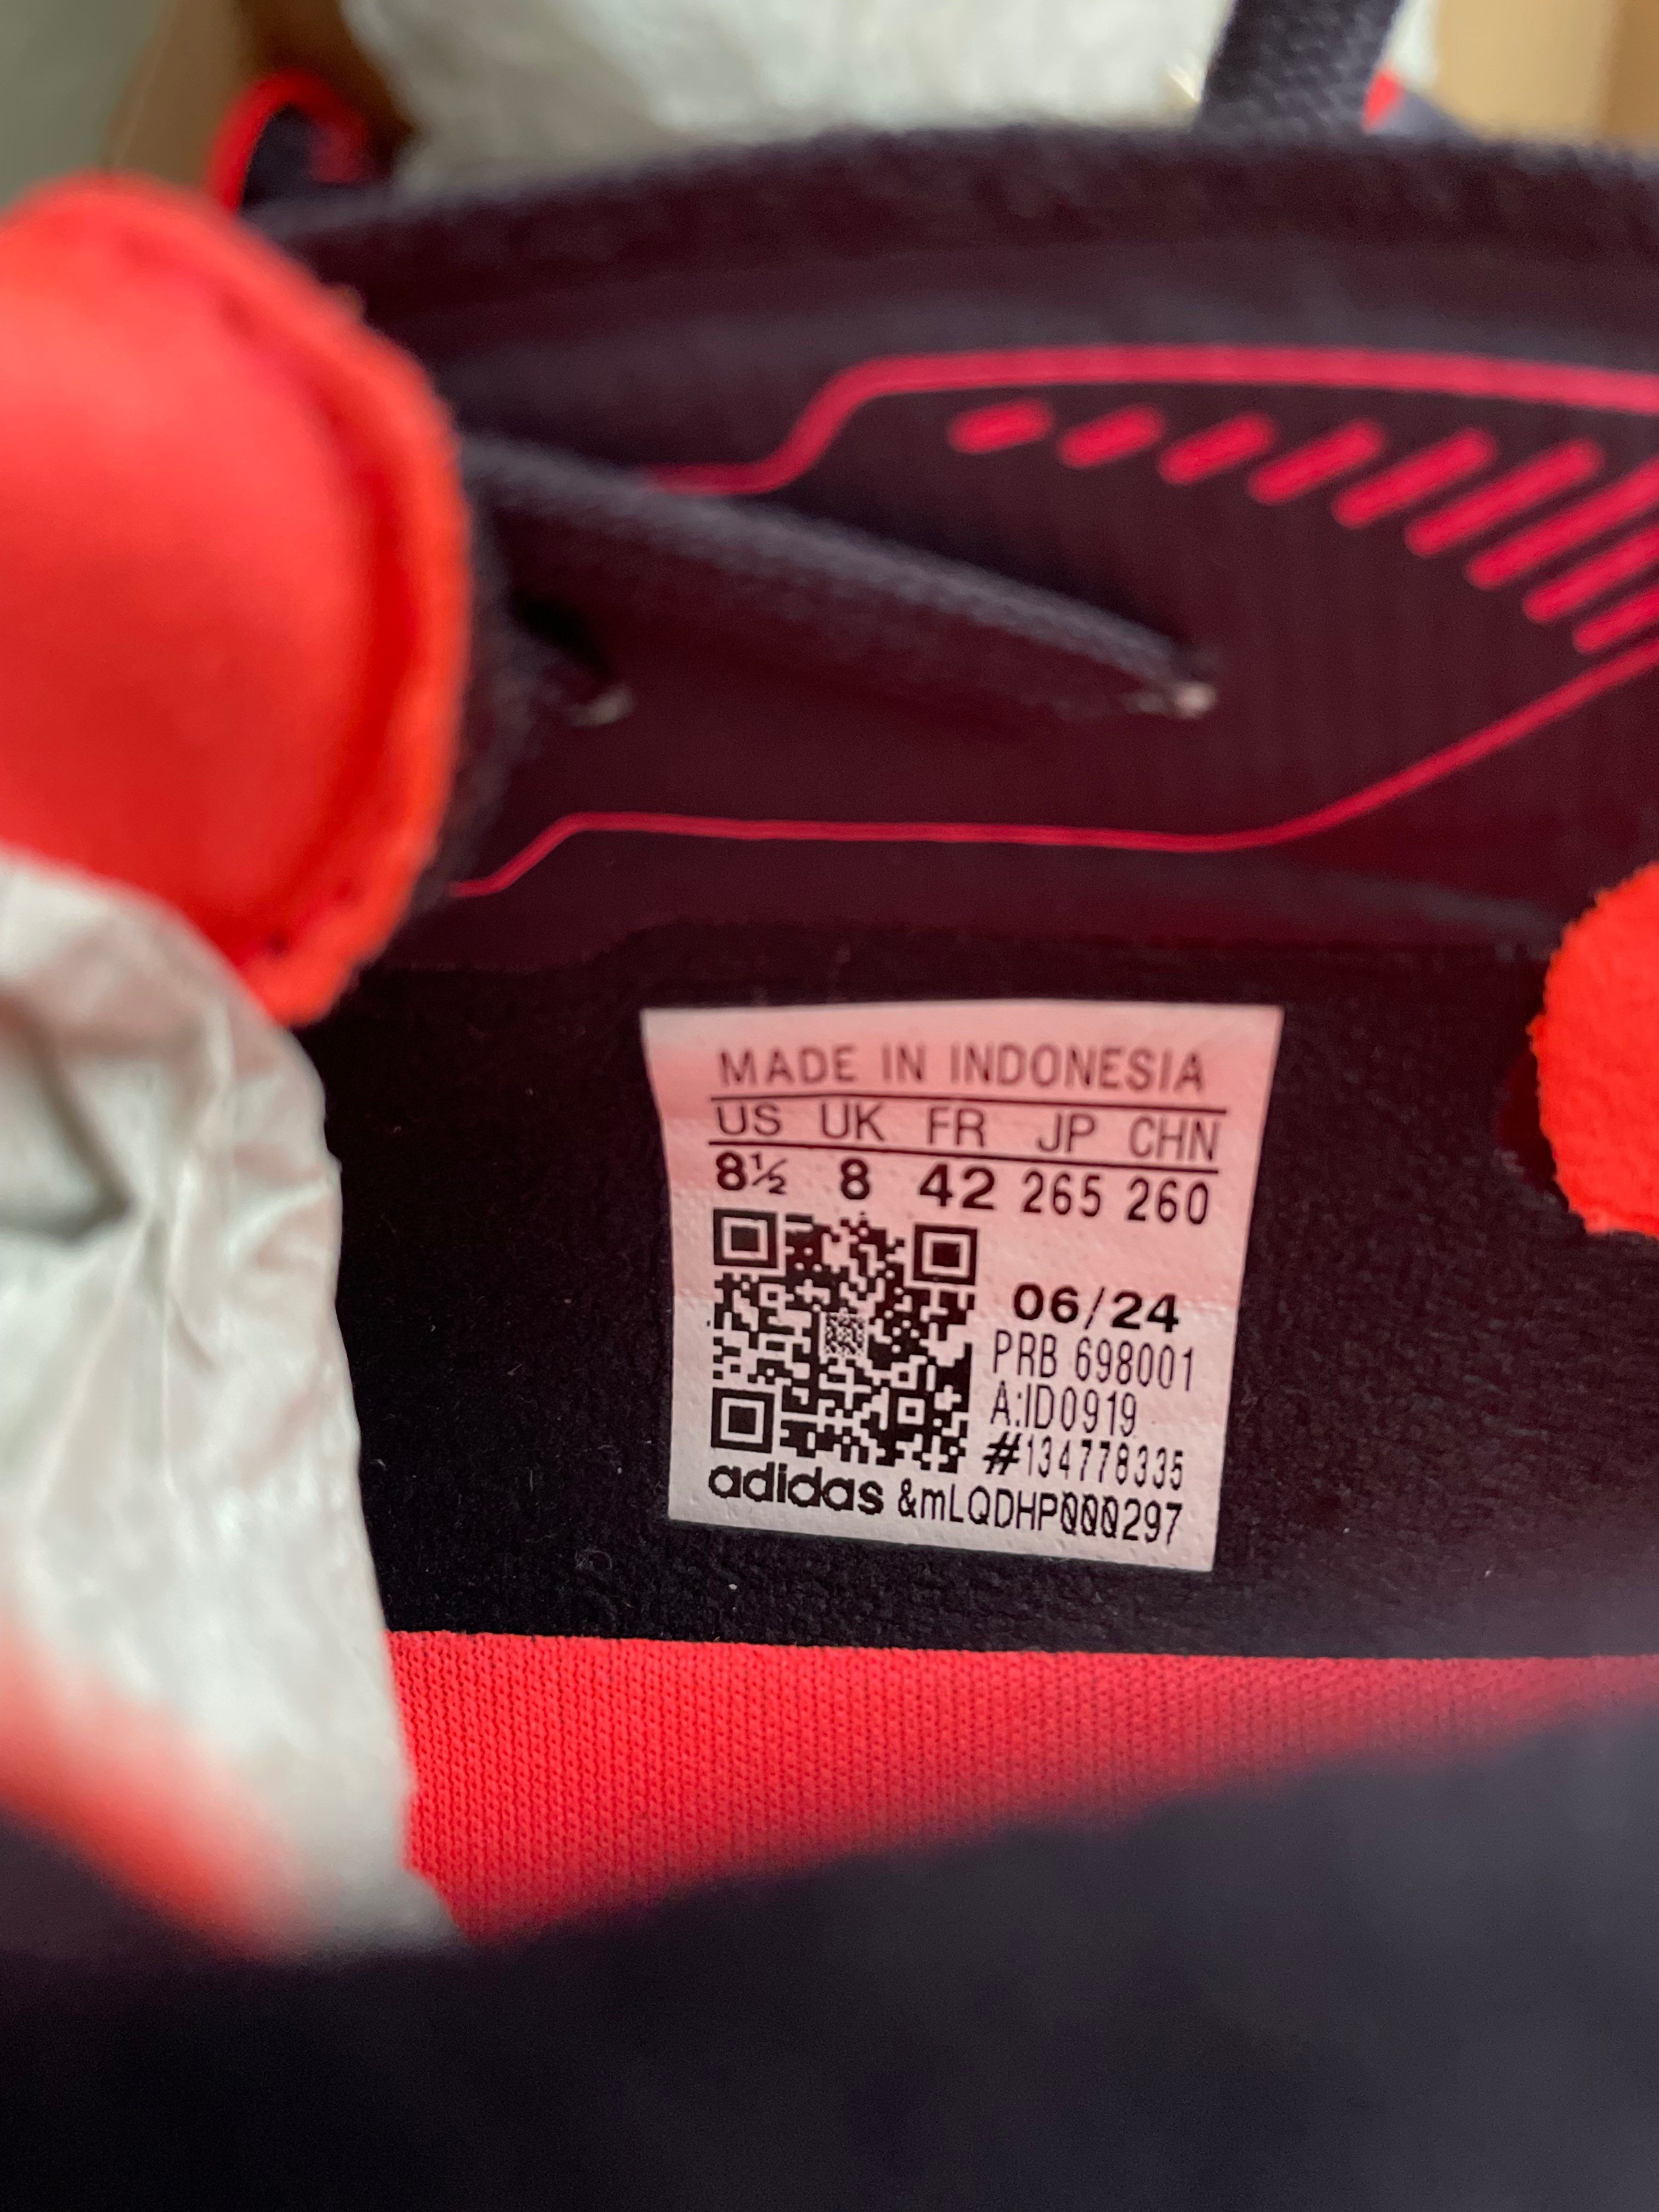 MADE IN INDONESIA
US UK FR JP CHN
8½ 8 42 265 260
06/24
PRB 698001
A:ID0919
#134778335
adidas &mLQDHP000297